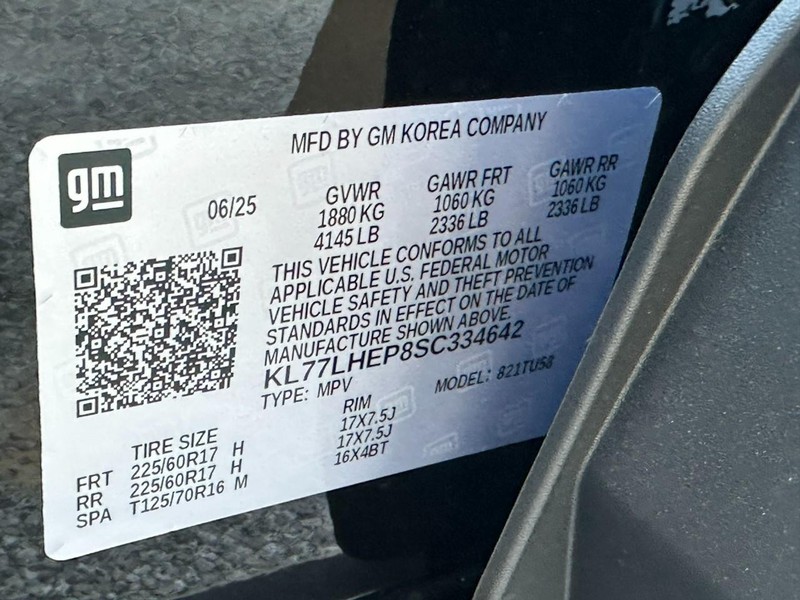 MFD BY GM KOREA COMPANY
gm
06/25
GVWR GAWR FRT GAWR RR
1880 KG 1060 KG 1060 KG
4145 LB 2336 LB 2336 LB
THIS VEHICLE CONFORMS TO ALL
APPLICABLE U.S. FEDERAL MOTOR
VEHICLE SAFETY AND THEFT PREVENTION
STANDARDS IN EFFECT ON THE DATE OF
MANUFACTURE SHOWN ABOVE.
KL77LHEP8SC334642
TYPE: MPV MODEL: 821TU58
TIRE SIZE RIM
FRT 225/60R17 H 17X7.5J
RR 225/60R17 H 17X7.5J
SPA T125/70R16 M 16X4BT